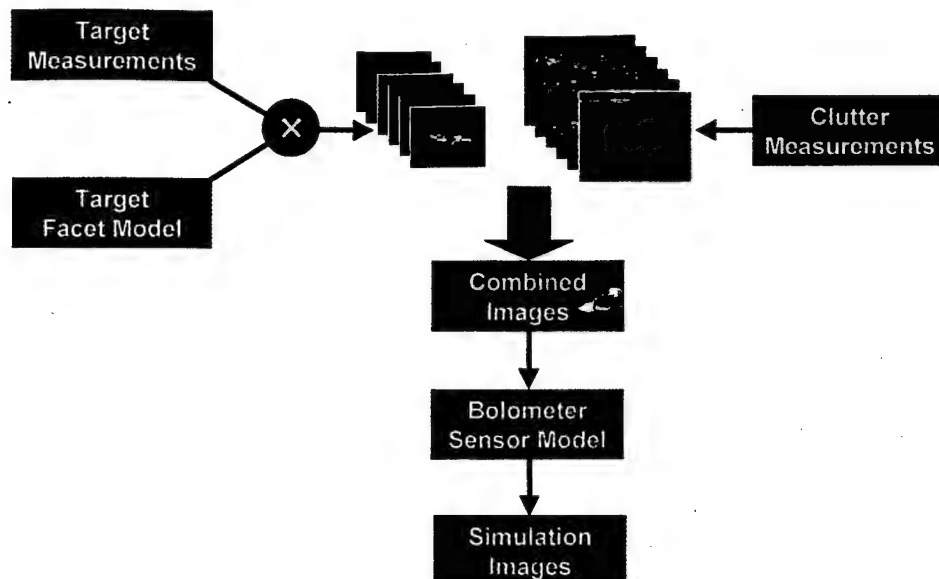 Target
Measurements
X
Target
Facet Model
Clutter
Measurements
Combined
Images
Bolometer
Sensor Model
Simulation
Images